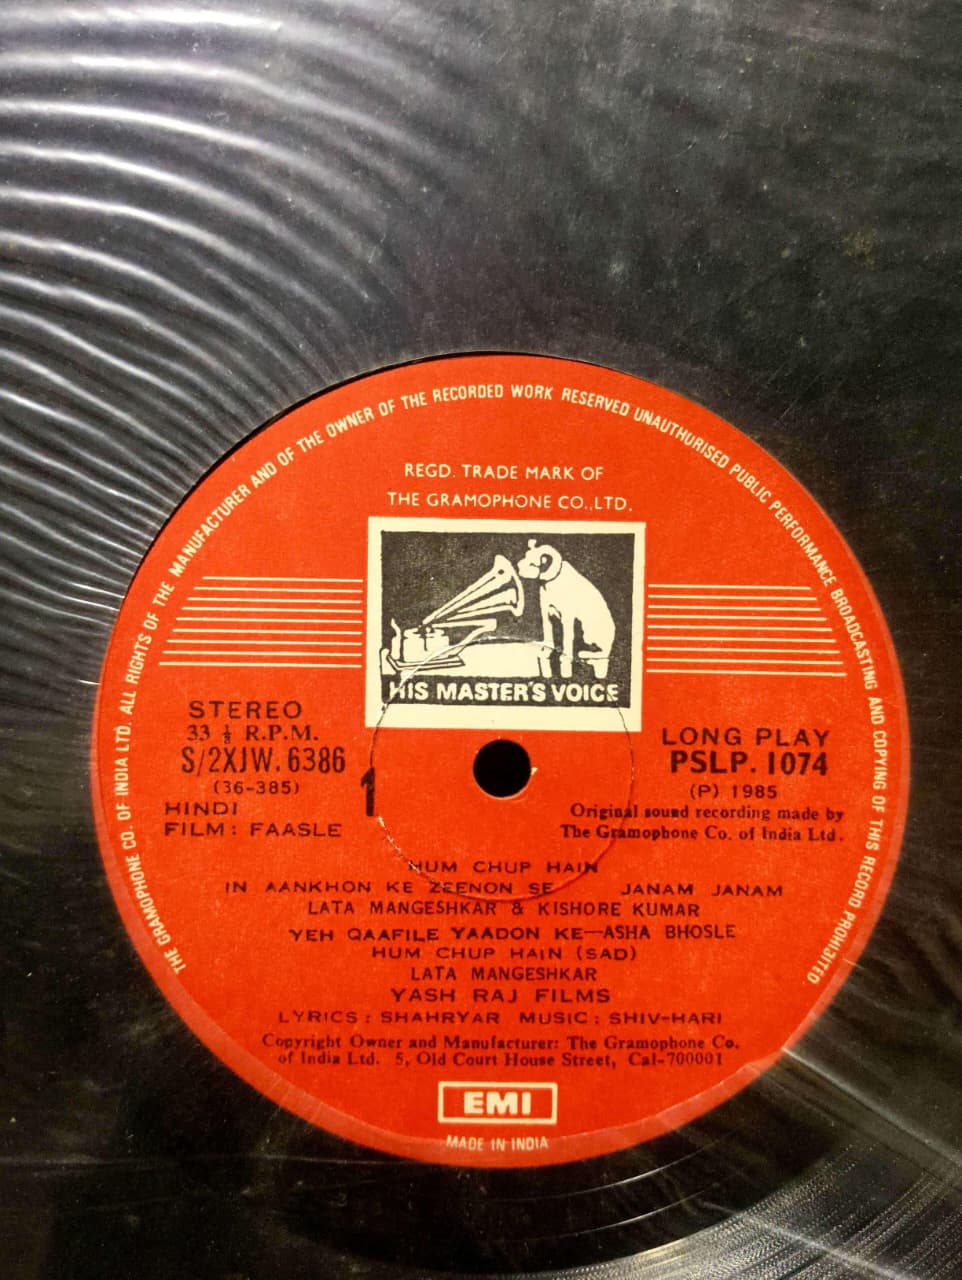 THE GRAMOPHONE CO. OF INDIA LTD. ALL RIGHTS OF THE MANUFACTURER AND OF THE OWNER OF THE RECORDED WORK RESERVED UNAUTHORISED PUBLIC PERFORMANCE BROADCASTING AND COPYING OF THIS RECORD PROHIBITED
REGD. TRADE MARK OF
THE GRAMOPHONE CO.,LTD.
HIS MASTER'S VOICE
STEREO
33 ⅓ R.P.M.
S/2XJW. 6386
(36-385)
HINDI
FILM : FAASLE
1
LONG PLAY
PSLP. 1074
(P) 1985
Original sound recording made by
The Gramophone Co. of India Ltd.
HUM CHUP HAIN
IN AANKHON KE ZEENON SE JANAM JANAM
LATA MANGESHKAR & KISHORE KUMAR
YEH QAAFILE YAADON KE—ASHA BHOSLE
HUM CHUP HAIN (SAD)
LATA MANGESHKAR
YASH RAJ FILMS
LYRICS : SHAHRYAR MUSIC : SHIV-HARI
Copyright Owner and Manufacturer: The Gramophone Co.
of India Ltd. 5, Old Court House Street, Cal-700001
EMI
MADE IN INDIA